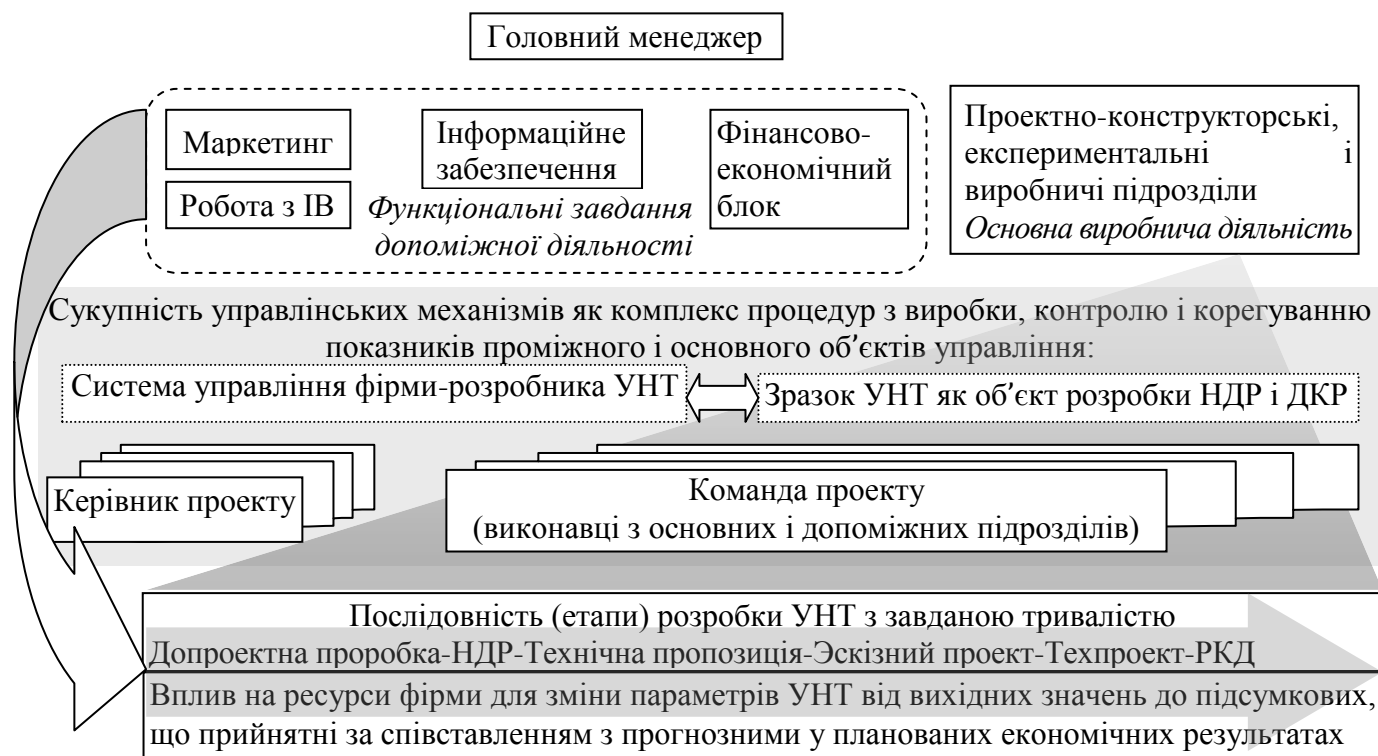 Головний менеджер
Маркетинг
Робота з ІВ
Інформаційне
забезпечення
Фінансово-
економічний
блок
Функціональні завдання
допоміжної діяльності
Проектно-конструкторські,
експериментальні і
виробничі підрозділи
Основна виробнича діяльність
Сукупність управлінських механізмів як комплекс процедур з виробки, контролю і корегуванню
показників проміжного і основного об’єктів управління:
Система управління фірми-розробника УНТ
Зразок УНТ як об’єкт розробки НДР і ДКР
Керівник проекту
Команда проекту
(виконавці з основних і допоміжних підрозділів)
Послідовність (етапи) розробки УНТ з завданою тривалістю
Допроектна проробка-НДР-Технічна пропозиція-Эскізний проект-Техпроект-РКД
Вплив на ресурси фірми для зміни параметрів УНТ від вихідних значень до підсумкових,
що прийнятні за співставленням з прогнозними у планованих економічних результатах